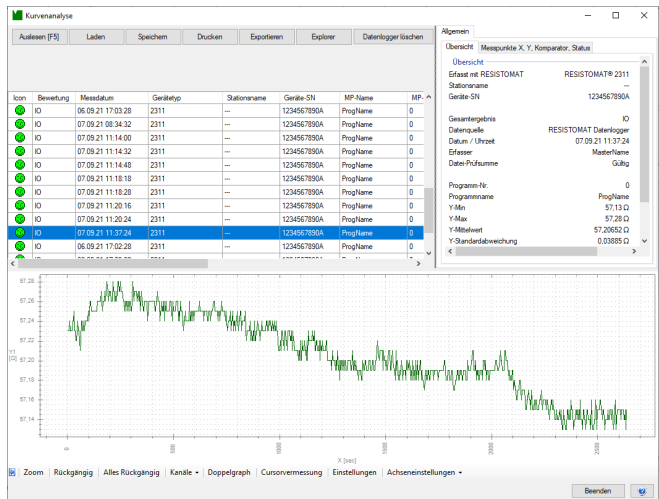 Kurvenanalyse
Auslesen [F5] Laden Speichern Drucken Exportieren Explorer Datenlogger löschen
Icon Bewertung Messdatum Gerätetyp Stationsname Geräte-SN MP-Name MP-
IO 06.09.21 17:03:28 2311 --- 1234567890A ProgName 0
IO 07.09.21 08:34:32 2311 --- 1234567890A ProgName 0
IO 07.09.21 11:14:00 2311 --- 1234567890A ProgName 0
IO 07.09.21 11:14:32 2311 --- 1234567890A ProgName 0
IO 07.09.21 11:14:48 2311 --- 1234567890A ProgName 0
IO 07.09.21 11:18:18 2311 --- 1234567890A ProgName 0
IO 07.09.21 11:18:28 2311 --- 1234567890A ProgName 0
IO 07.09.21 11:20:16 2311 --- 1234567890A ProgName 0
IO 07.09.21 11:20:24 2311 --- 1234567890A ProgName 0
IO 07.09.21 11:37:24 2311 --- 1234567890A ProgName 0
IO 06.09.21 17:02:28 2311 --- 1234567890A ProgName 0
Allgemein
Übersicht Messpunkte X, Y, Komparator, Status
Übersicht
Erfasst mit RESISTOMAT RESISTOMAT® 2311
Stationsname ---
Geräte-SN 1234567890A
Gesamtergebnis IO
Datenquelle RESISTOMAT Datenlogger
Datum / Uhrzeit 07.09.21 11:37:24
Erfasser MasterName
Datei-Prüfsumme Gültig
Programm-Nr. 0
Programmname ProgName
Y-Min 57,13 Ω
Y-Max 57,28 Ω
Y-Mittelwert 57,20652 Ω
Y-Standardabweichung 0,03885 Ω
57,28
57,26
57,24
57,22
57,20
57,18
57,16
57,14
Y1
[Ω]
0 500 1000 1500 2000 2500
X [sec]
Zoom Rückgängig Alles Rückgängig Kanäle Doppelgraph Cursorvermessung Einstellungen Achseneinstellungen
Beenden